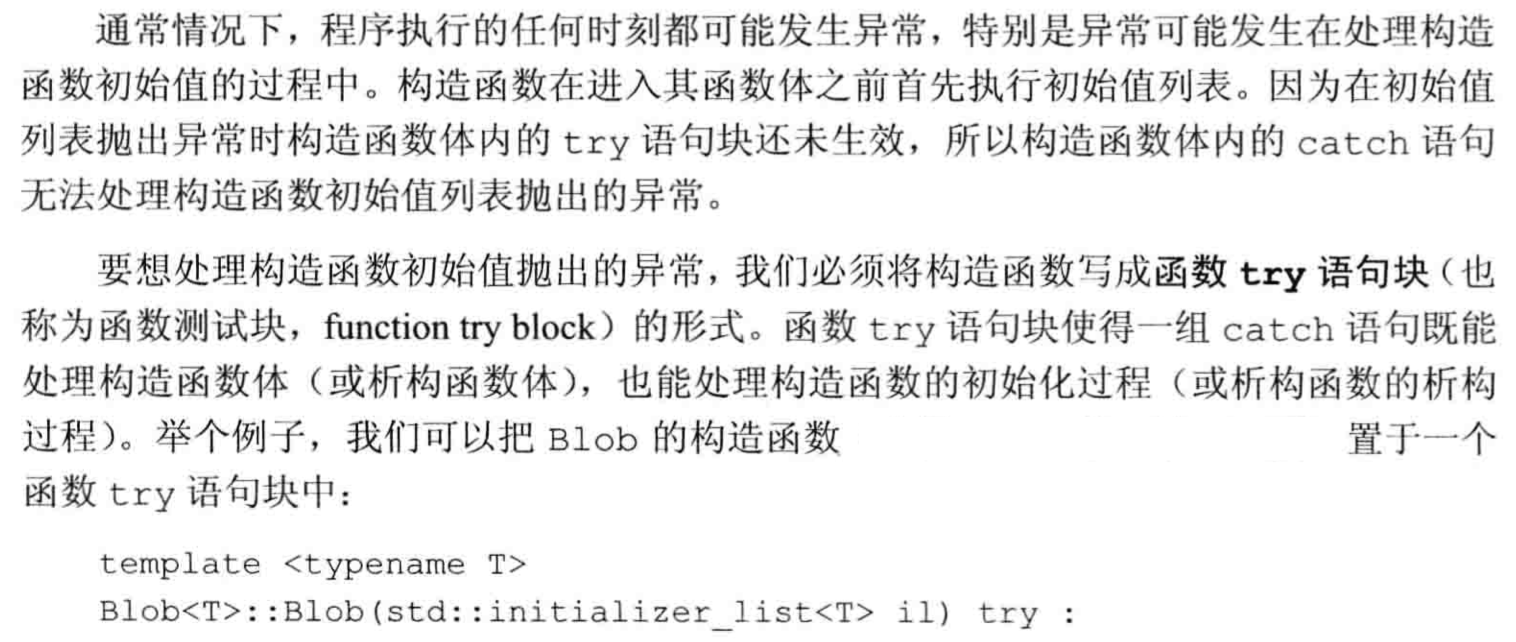 通常情况下，程序执行的任何时刻都可能发生异常，特别是异常可能发生在处理构造
函数初始值的过程中。构造函数在进入其函数体之前首先执行初始值列表。因为在初始值
列表抛出异常时构造函数体内的 try 语句块还未生效，所以构造函数体内的 catch 语句
无法处理构造函数初始值列表抛出的异常。
要想处理构造函数初始值抛出的异常，我们必须将构造函数写成函数 try 语句块（也
称为函数测试块，function try block）的形式。函数 try 语句块使得一组 catch 语句既能
处理构造函数体（或析构函数体），也能处理构造函数的初始化过程（或析构函数的析构
过程）。举个例子，我们可以把 Blob 的构造函数 置于一个
函数 try 语句块中：
template <typename T>
Blob<T>::Blob(std::initializer_list<T> il) try :